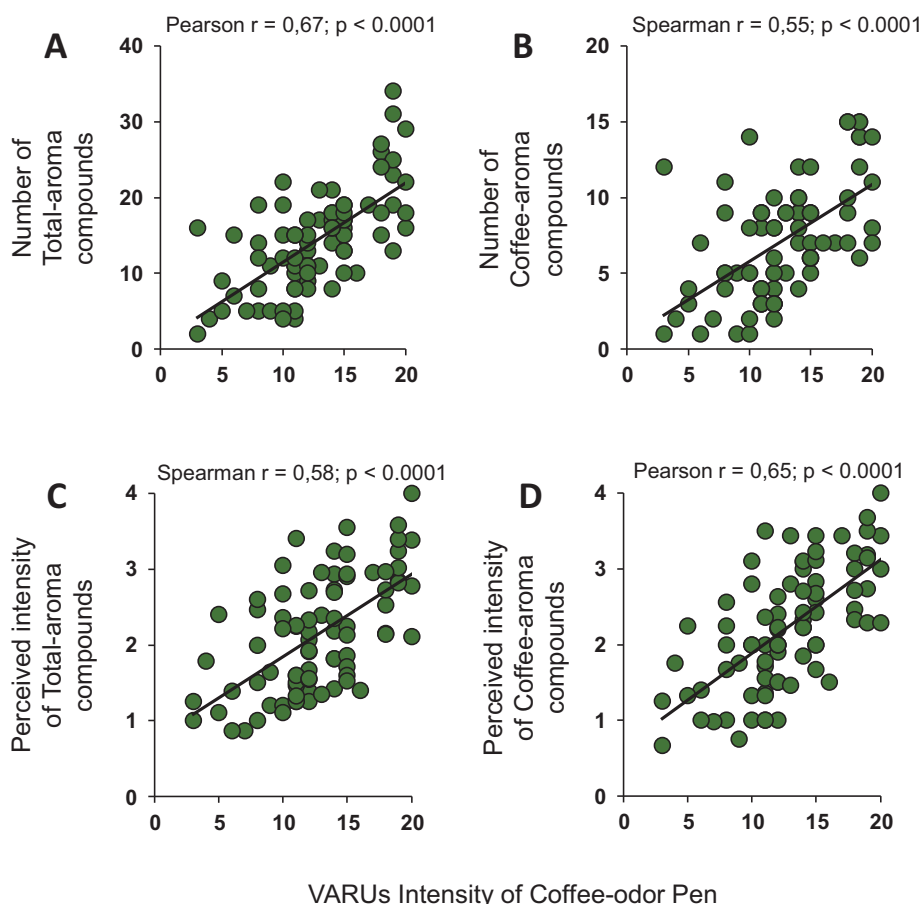 A
Pearson r = 0,67; p < 0.0001
40
30
20
10
0
0 5 10 15 20
Number of
Total-aroma
compounds
B
Spearman r = 0,55; p < 0.0001
20
15
10
5
0
0 5 10 15 20
Number of
Coffee-aroma
compounds
C
Spearman r = 0,58; p < 0.0001
4
3
2
1
0
0 5 10 15 20
Perceived intensity
of Total-aroma
compounds
D
Pearson r = 0,65; p < 0.0001
4
3
2
1
0
0 5 10 15 20
Perceived intensity
of Coffee-aroma
compounds
VARUs Intensity of Coffee-odor Pen